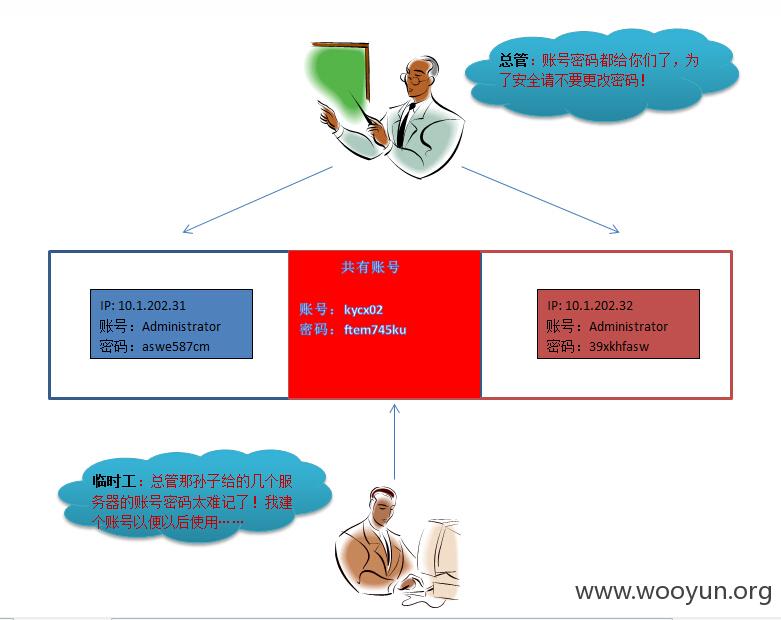 总管：账号密码都给你们了，为
了安全请不要更改密码！
共有账号
账号：kycx02
密码：ftem745ku
IP: 10.1.202.31
账号：Administrator
密码：aswe587cm
IP: 10.1.202.32
账号：Administrator
密码：39xkhfasw
临时工：总管那孙子给的几个服
务器的账号密码太难记了！我建
个账号以便以后使用……
www.wooyun.org